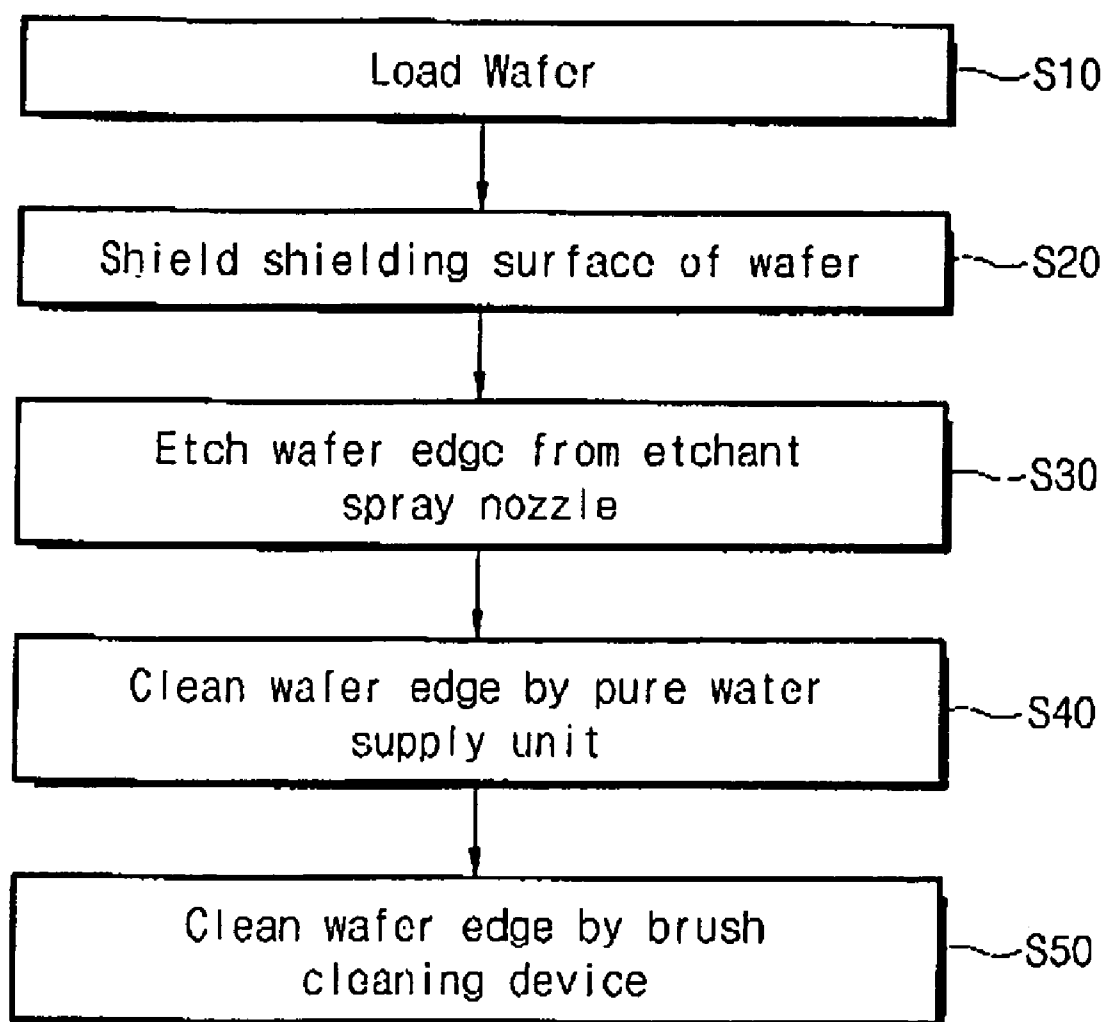 Load Wafer
S10
Shield shielding surface of wafer
S20
Etch wafer edge from etchant
spray nozzle
S30
Clean wafer edge by pure water
supply unit
S40
Clean wafer edge by brush
cleaning device
S50